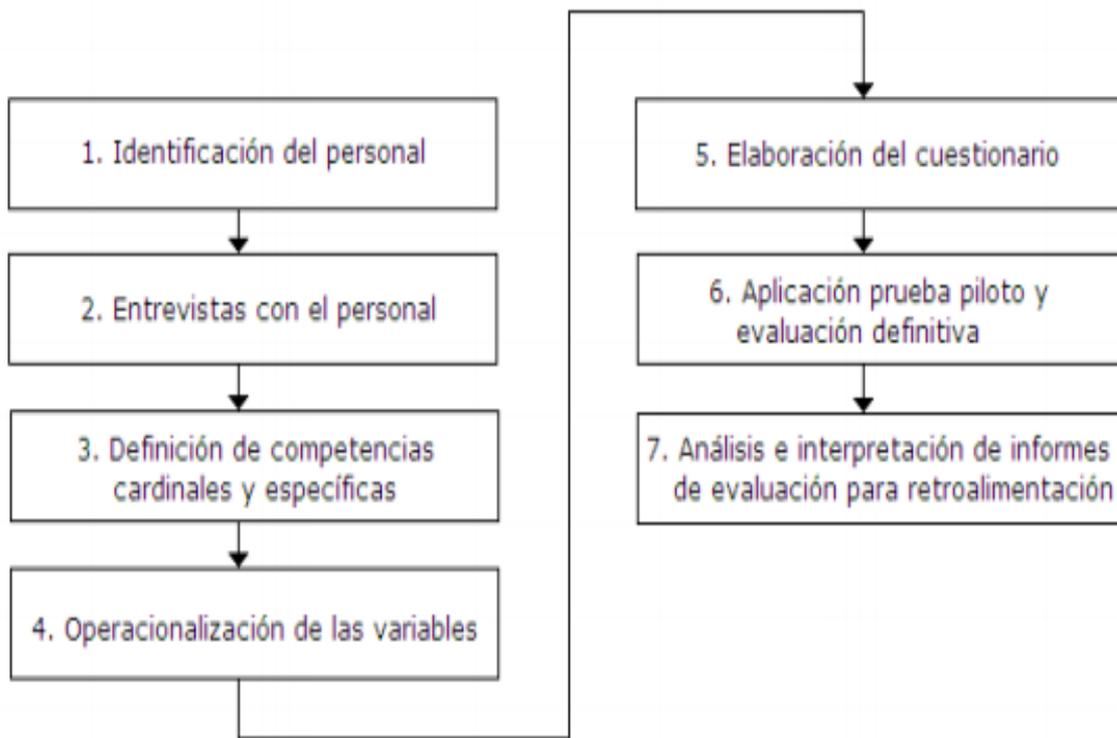 1. Identificación del personal
2. Entrevistas con el personal
3. Definición de competencias
cardinales y específicas
4. Operacionalización de las variables
5. Elaboración del cuestionario
6. Aplicación prueba piloto y
evaluación definitiva
7. Análisis e interpretación de informes
de evaluación para retroalimentación